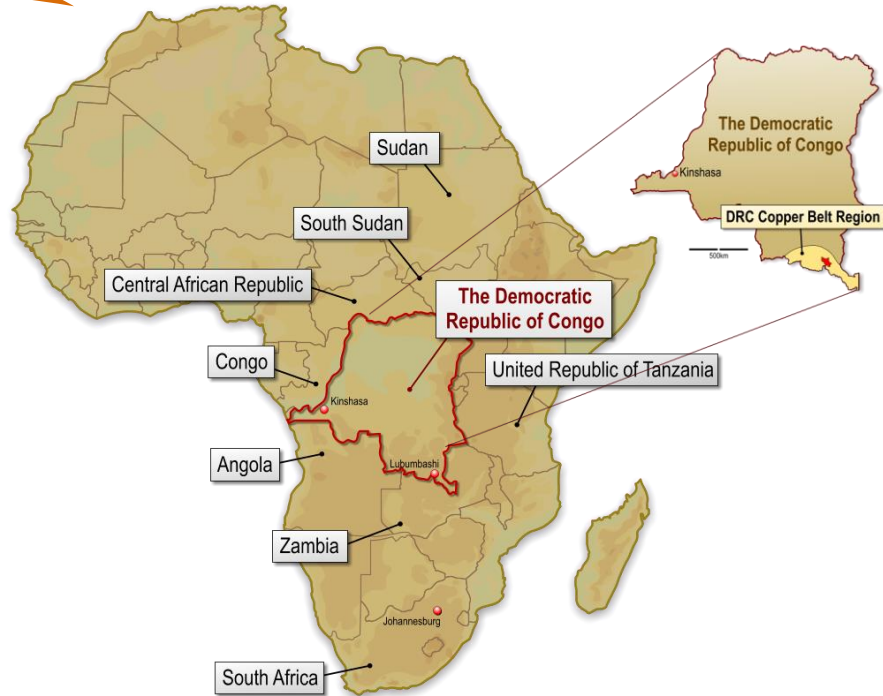 Sudan
South Sudan
Central African Republic
The Democratic
Republic of Congo
Congo
Kinshasa
United Republic of Tanzania
Angola
Lubumbashi
Zambia
Johannesburg
South Africa
The Democratic
Republic of Congo
Kinshasa
DRC Copper Belt Region
500km